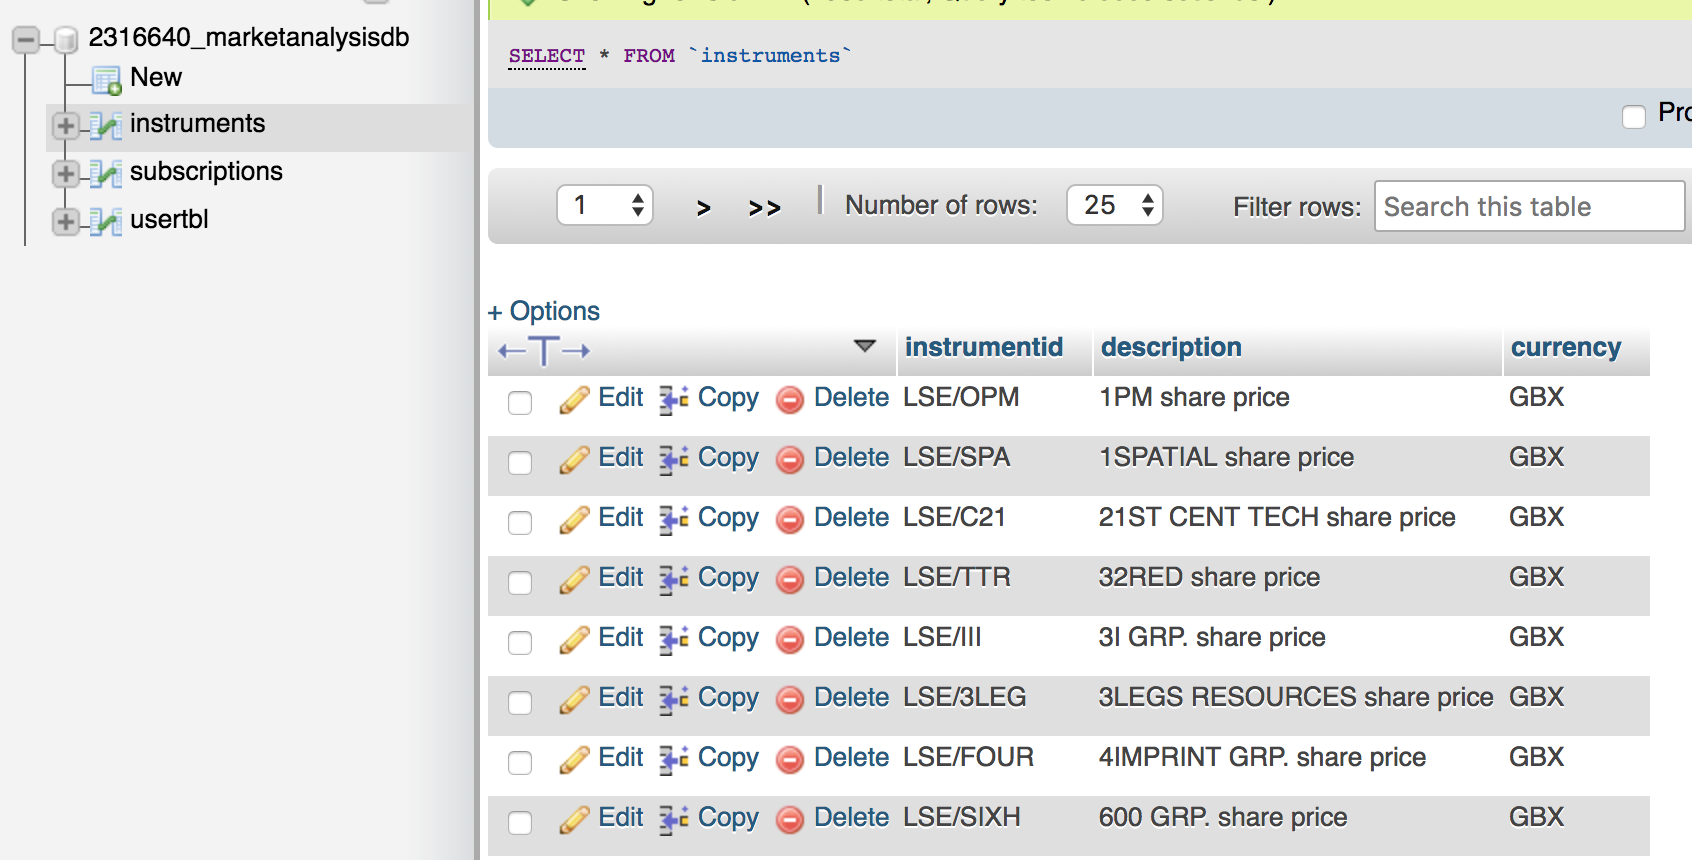 2316640_marketanalysisdb
New
instruments
subscriptions
usertbl
SELECT * FROM `instruments`
1 > >> Number of rows: 25 Filter rows: Search this table
+ Options
←T→ instrumentid description currency
Edit Copy Delete LSE/OPM 1PM share price GBX
Edit Copy Delete LSE/SPA 1SPATIAL share price GBX
Edit Copy Delete LSE/C21 21ST CENT TECH share price GBX
Edit Copy Delete LSE/TTR 32RED share price GBX
Edit Copy Delete LSE/III 3I GRP. share price GBX
Edit Copy Delete LSE/3LEG 3LEGS RESOURCES share price GBX
Edit Copy Delete LSE/FOUR 4IMPRINT GRP. share price GBX
Edit Copy Delete LSE/SIXH 600 GRP. share price GBX